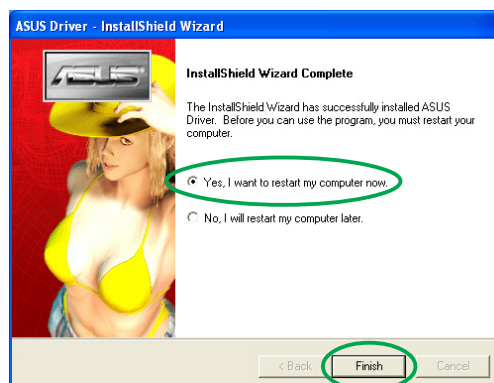 ASUS Driver - InstallShield Wizard
ASUS
InstallShield Wizard Complete
The InstallShield Wizard has successfully installed ASUS
Driver. Before you can use the program, you must restart your
computer.
Yes, I want to restart my computer now.
No, I will restart my computer later.
< Back
Finish
Cancel